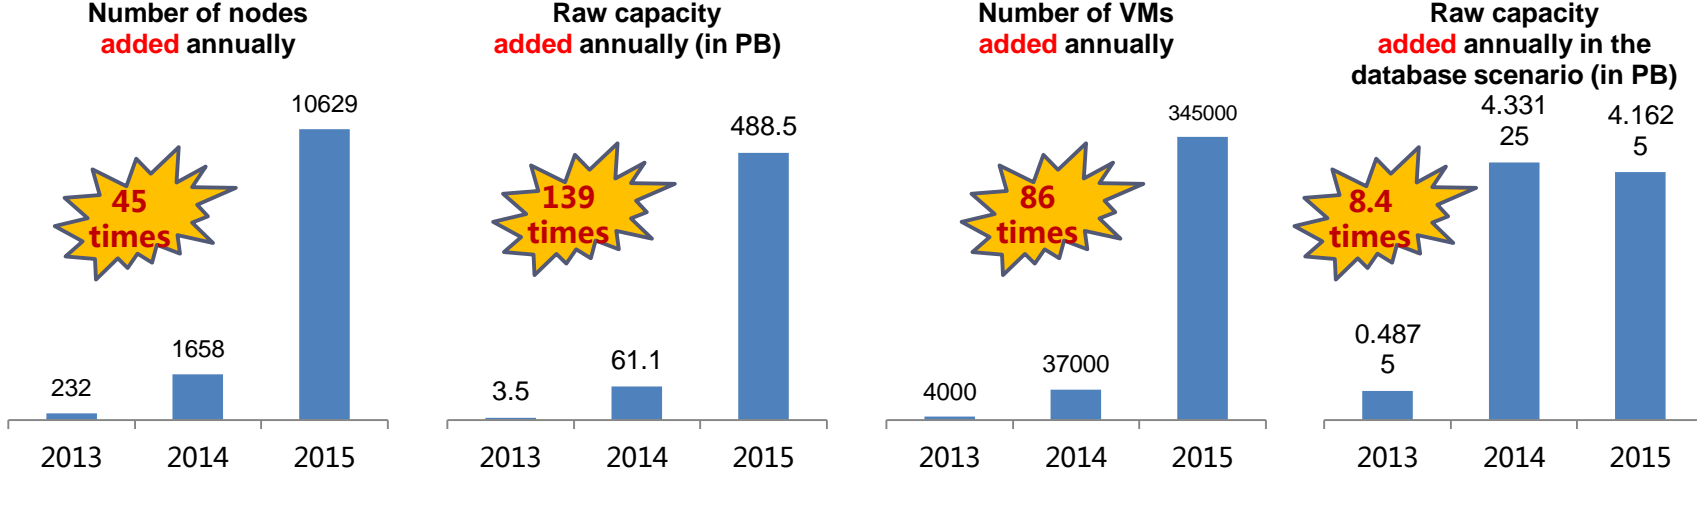 Number of nodes
added annually
10629
45
times
1658
232
2013
2014
2015
Raw capacity
added annually (in PB)
488.5
139
times
61.1
3.5
2013
2014
2015
Number of VMs
added annually
345000
86
times
37000
4000
2013
2014
2015
Raw capacity
added annually in the
database scenario (in PB)
4.331
25
4.162
5
8.4
times
0.487
5
2013
2014
2015